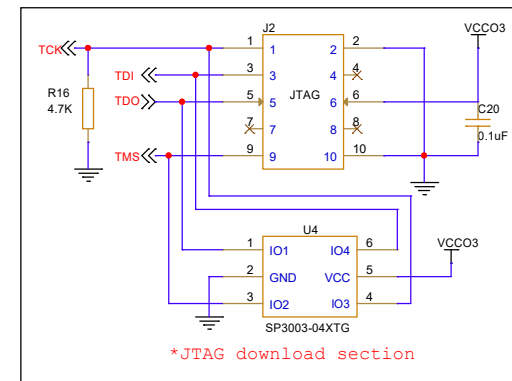 J2
VCCO3
TCK 1 1 2 2
TDI 3 3 4 4
R16
4.7K
TDO 5 5 JTAG 6 6
C20
0.1uF
7 7 8 8
TMS 9 9 10 10
U4
VCCO3
1 IO1 IO4 6
2 GND VCC 5
3 IO2 IO3 4
SP3003-04XTG
*JTAG download section